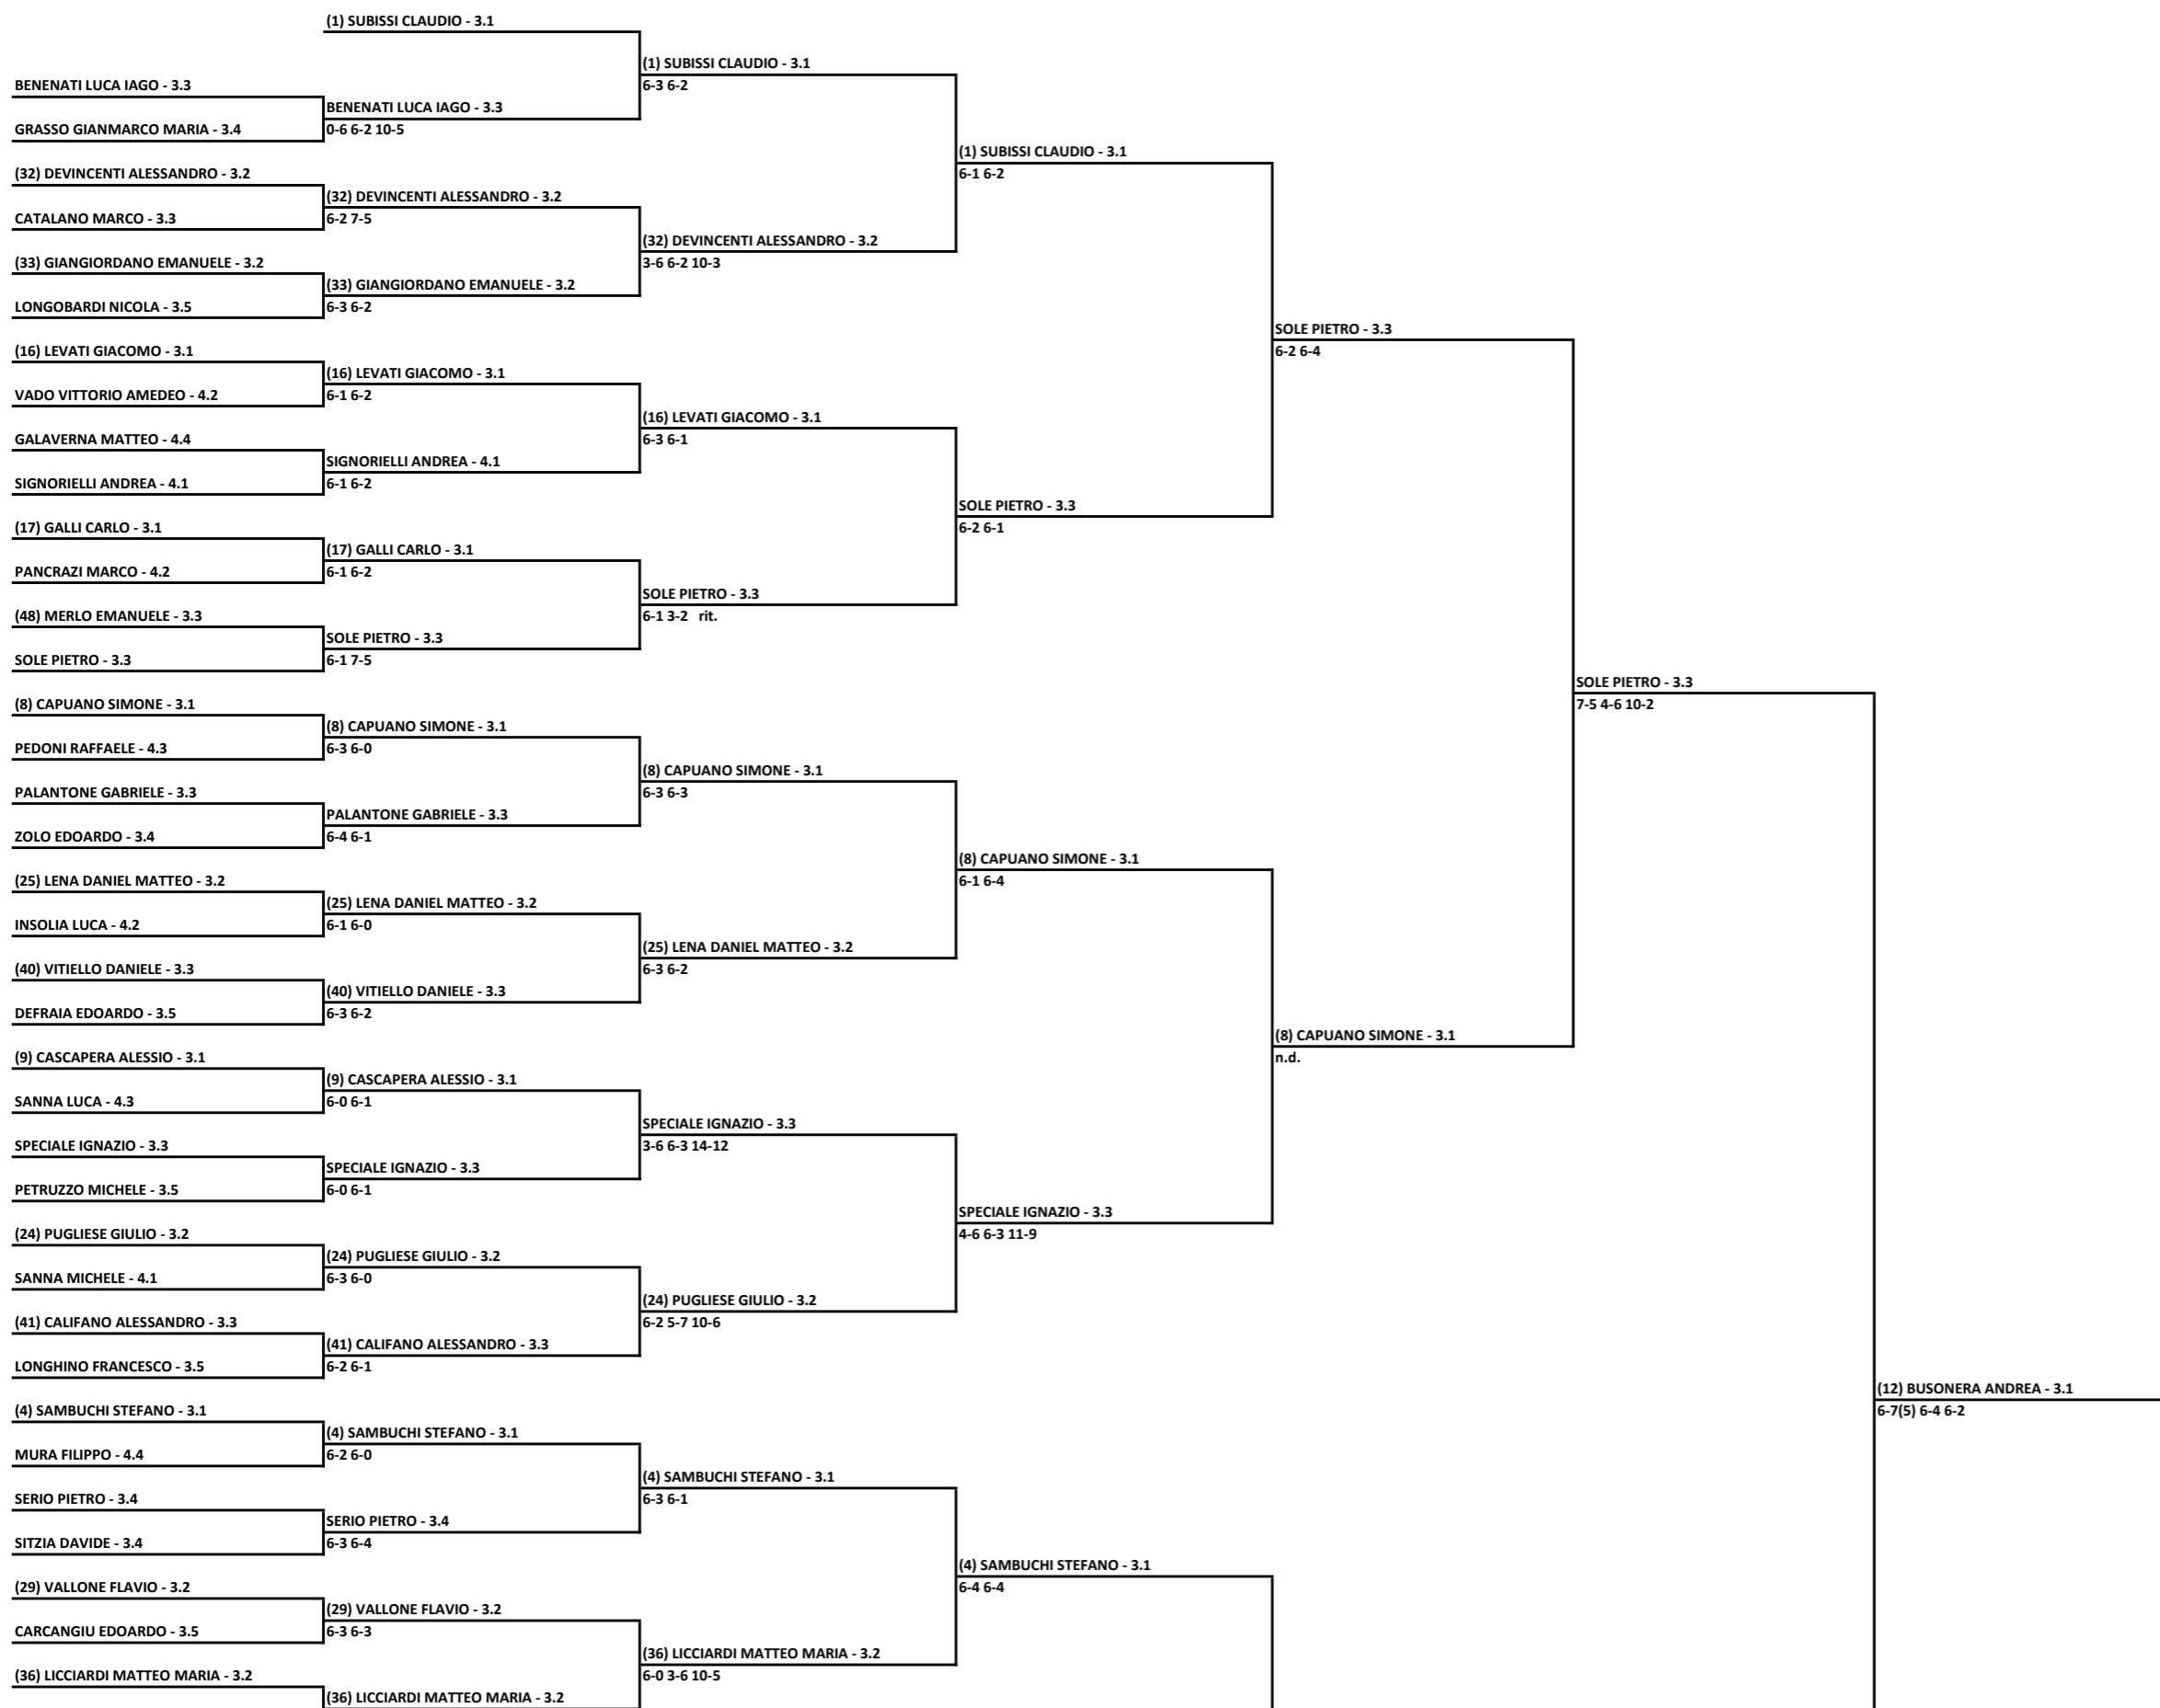 (1) SUBISSI CLAUDIO - 3.1
BENENATI LUCA IAGO - 3.3
GRASSO GIANMARCO MARIA - 3.4
(32) DEVINCENTI ALESSANDRO - 3.2
CATALANO MARCO - 3.3
(33) GIANGIORDANO EMANUELE - 3.2
LONGOBARDI NICOLA - 3.5
(16) LEVATI GIACOMO - 3.1
VADO VITTORIO AMEDEO - 4.2
GALAVERNA MATTEO - 4.4
SIGNORIELLI ANDREA - 4.1
(17) GALLI CARLO - 3.1
PANCRAZI MARCO - 4.2
(48) MERLO EMANUELE - 3.3
SOLE PIETRO - 3.3
(8) CAPUANO SIMONE - 3.1
PEDONI RAFFAELE - 4.3
PALANTONE GABRIELE - 3.3
ZOLO EDOARDO - 3.4
(25) LENA DANIEL MATTEO - 3.2
INSOLIA LUCA - 4.2
(40) VITIELLO DANIELE - 3.3
DEFRAIA EDOARDO - 3.5
(9) CASCAPERA ALESSIO - 3.1
SANNA LUCA - 4.3
SPECIALE IGNAZIO - 3.3
PETRUZZO MICHELE - 3.5
(24) PUGLIESE GIULIO - 3.2
SANNA MICHELE - 4.1
(41) CALIFANO ALESSANDRO - 3.3
LONGHINO FRANCESCO - 3.5
(4) SAMBUCHI STEFANO - 3.1
MURA FILIPPO - 4.4
SERIO PIETRO - 3.4
SITZIA DAVIDE - 3.4
(29) VALLONE FLAVIO - 3.2
CARCANGIU EDOARDO - 3.5
(36) LICCIARDI MATTEO MARIA - 3.2
BENENATI LUCA IAGO - 3.3
0-6 6-2 10-5
(32) DEVINCENTI ALESSANDRO - 3.2
6-2 7-5
(33) GIANGIORDANO EMANUELE - 3.2
6-3 6-2
(16) LEVATI GIACOMO - 3.1
6-1 6-2
SIGNORIELLI ANDREA - 4.1
6-1 6-2
(17) GALLI CARLO - 3.1
6-1 6-2
SOLE PIETRO - 3.3
6-1 7-5
(8) CAPUANO SIMONE - 3.1
6-3 6-0
PALANTONE GABRIELE - 3.3
6-4 6-1
(25) LENA DANIEL MATTEO - 3.2
6-1 6-0
(40) VITIELLO DANIELE - 3.3
6-3 6-2
(9) CASCAPERA ALESSIO - 3.1
6-0 6-1
SPECIALE IGNAZIO - 3.3
6-0 6-1
(24) PUGLIESE GIULIO - 3.2
6-3 6-0
(41) CALIFANO ALESSANDRO - 3.3
6-2 6-1
(4) SAMBUCHI STEFANO - 3.1
6-2 6-0
SERIO PIETRO - 3.4
6-3 6-4
(29) VALLONE FLAVIO - 3.2
6-3 6-3
(36) LICCIARDI MATTEO MARIA - 3.2
(1) SUBISSI CLAUDIO - 3.1
6-3 6-2
(32) DEVINCENTI ALESSANDRO - 3.2
3-6 6-2 10-3
(16) LEVATI GIACOMO - 3.1
6-3 6-1
SOLE PIETRO - 3.3
6-1 3-2 rit.
(8) CAPUANO SIMONE - 3.1
6-3 6-3
(25) LENA DANIEL MATTEO - 3.2
6-3 6-2
SPECIALE IGNAZIO - 3.3
3-6 6-3 14-12
(24) PUGLIESE GIULIO - 3.2
6-2 5-7 10-6
(4) SAMBUCHI STEFANO - 3.1
6-3 6-1
(36) LICCIARDI MATTEO MARIA - 3.2
6-0 3-6 10-5
(1) SUBISSI CLAUDIO - 3.1
6-1 6-2
SOLE PIETRO - 3.3
6-2 6-1
(8) CAPUANO SIMONE - 3.1
6-1 6-4
SPECIALE IGNAZIO - 3.3
4-6 6-3 11-9
(4) SAMBUCHI STEFANO - 3.1
6-4 6-4
SOLE PIETRO - 3.3
6-2 6-4
(8) CAPUANO SIMONE - 3.1
n.d.
SOLE PIETRO - 3.3
7-5 4-6 10-2
(12) BUSONERA ANDREA - 3.1
6-7(5) 6-4 6-2